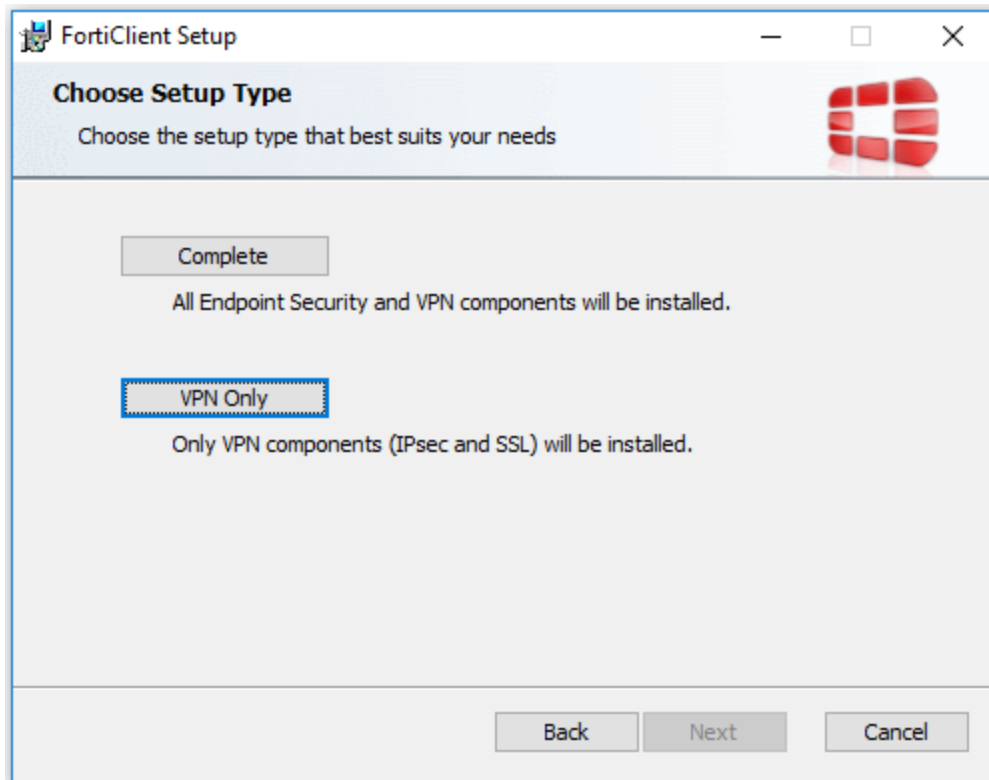 FortiClient Setup
Choose Setup Type
Choose the setup type that best suits your needs
Complete
All Endpoint Security and VPN components will be installed.
VPN Only
Only VPN components (IPsec and SSL) will be installed.
Back Next Cancel